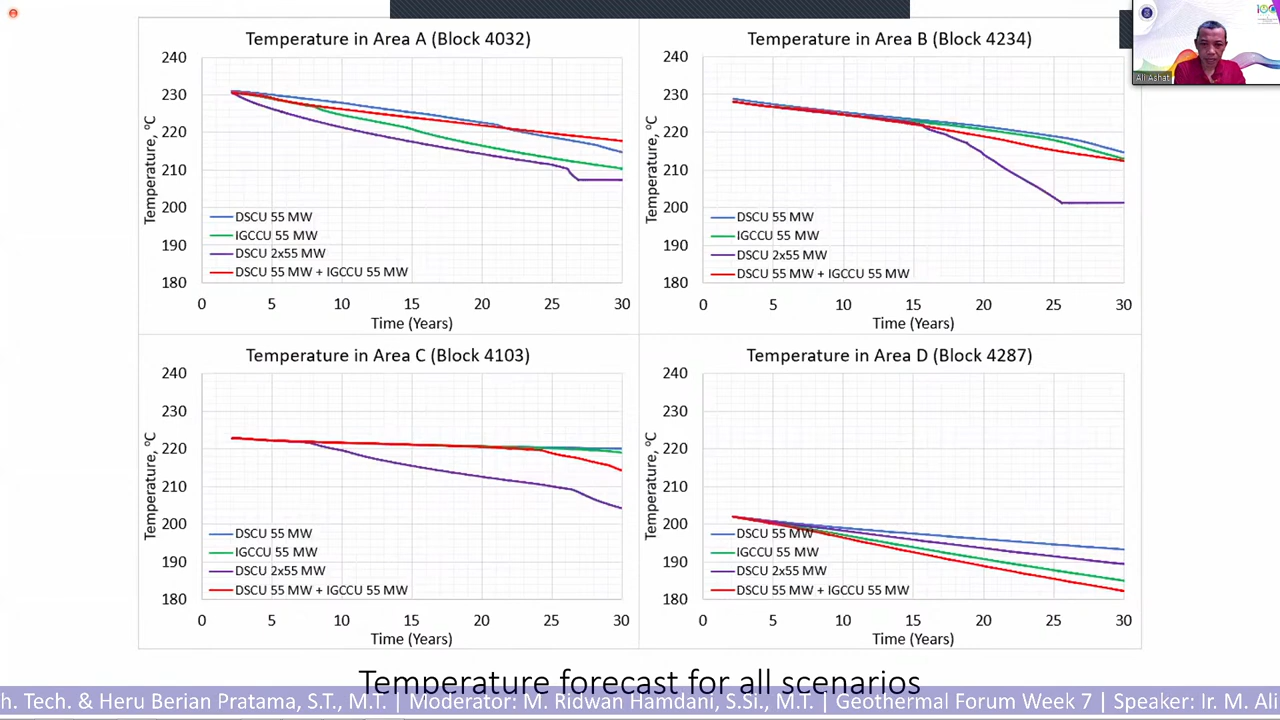 Temperature in Area A (Block 4032)
240
230
220
210
200
190
180
Temperature, ºC
DSCU 55 MW
IGCCU 55 MW
DSCU 2x55 MW
DSCU 55 MW + IGCCU 55 MW
0 5 10 15 20 25 30
Time (Years)
Temperature in Area B (Block 4234)
240
230
220
210
200
190
180
Temperature, ºC
DSCU 55 MW
IGCCU 55 MW
DSCU 2x55 MW
DSCU 55 MW + IGCCU 55 MW
0 5 10 15 20 25 30
Time (Years)
Temperature in Area C (Block 4103)
240
230
220
210
200
190
180
Temperature, ºC
DSCU 55 MW
IGCCU 55 MW
DSCU 2x55 MW
DSCU 55 MW + IGCCU 55 MW
0 5 10 15 20 25 30
Time (Years)
Temperature in Area D (Block 4287)
240
230
220
210
200
190
180
Temperature, ºC
DSCU 55 MW
IGCCU 55 MW
DSCU 2x55 MW
DSCU 55 MW + IGCCU 55 MW
0 5 10 15 20 25 30
Time (Years)
Ali Ashat
Temperature forecast for all scenarios
h. Tech. & Heru Berian Pratama, S.T., M.T. | Moderator: M. Ridwan Hamdani, S.Si., M.T. | Geothermal Forum Week 7 | Speaker: Ir. M. Ali